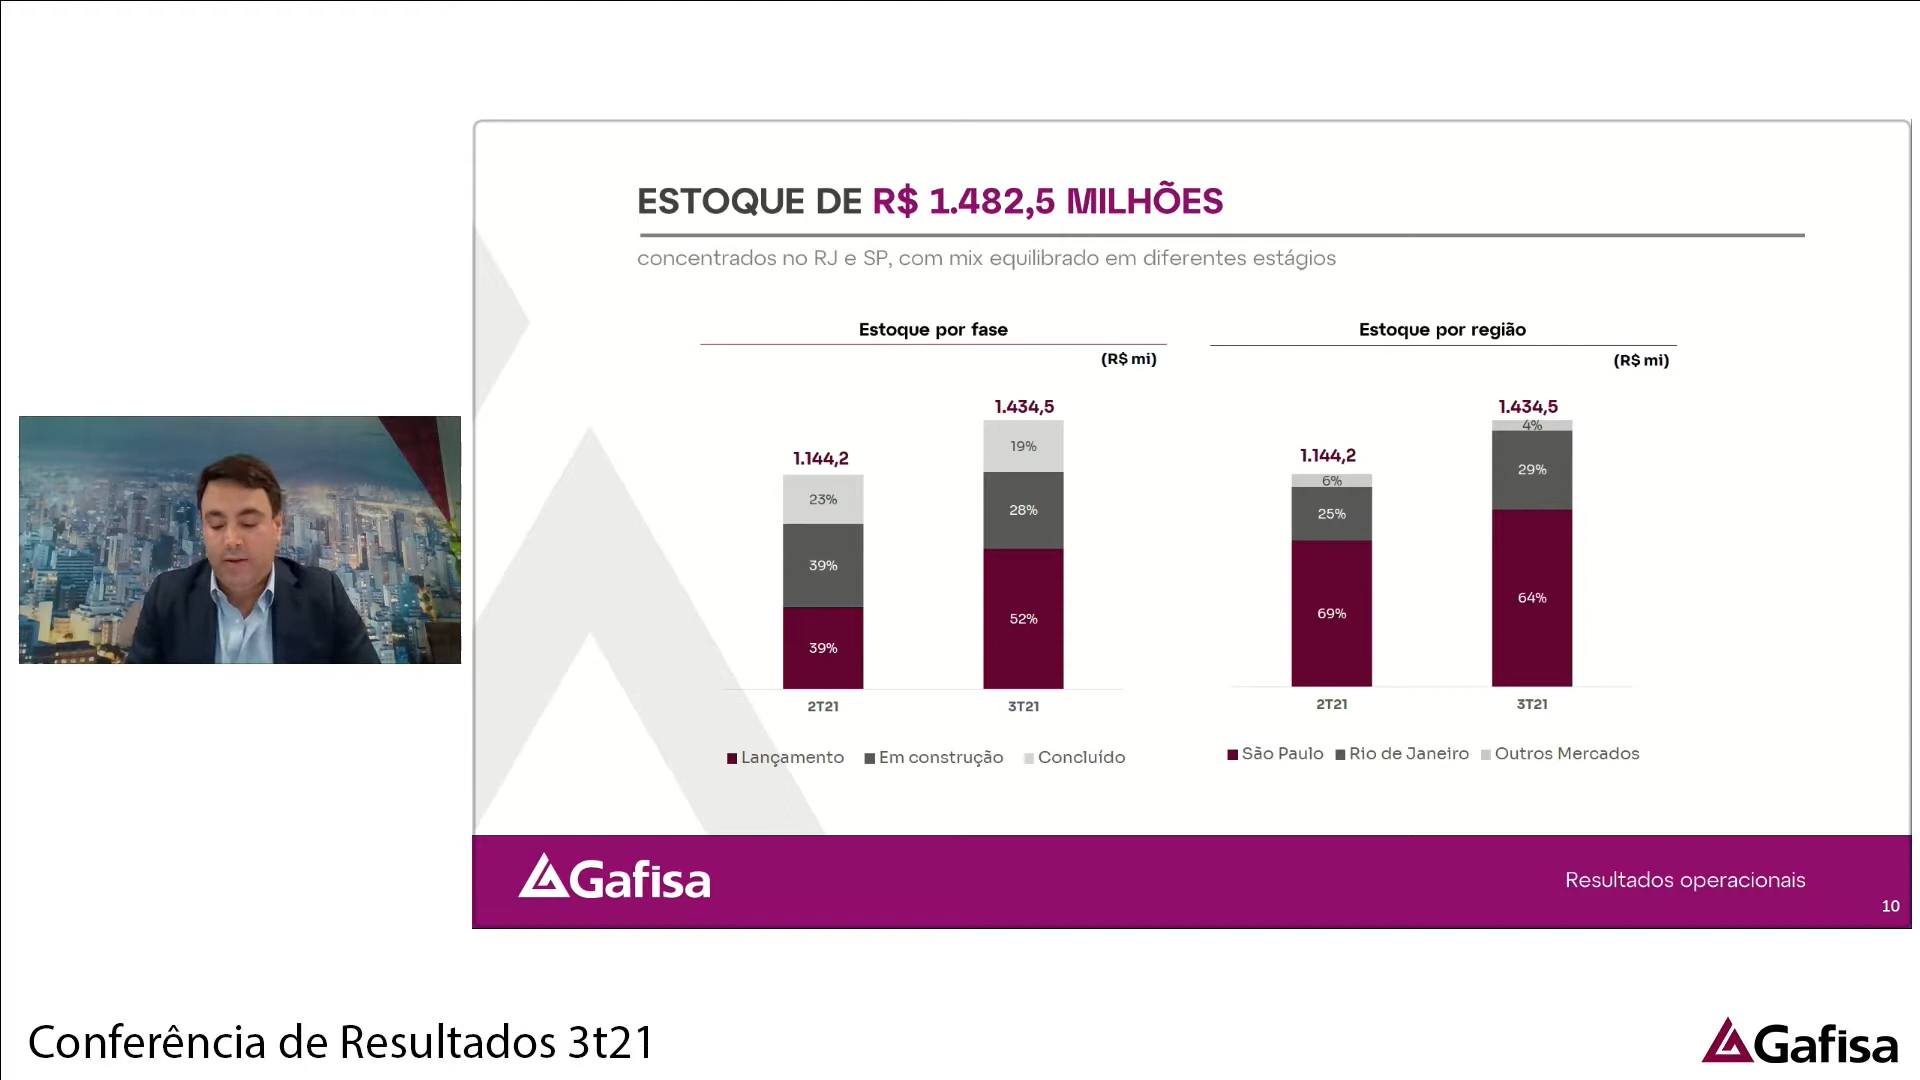 ESTOQUE DE R$ 1.482,5 MILHÕES
concentrados no RJ e SP, com mix equilibrado em diferentes estágios
Estoque por fase
(R$ mi)
1.144,2
1.434,5
23%
39%
39%
19%
28%
52%
2T21
3T21
Lançamento Em construção Concluído
Estoque por região
(R$ mi)
1.144,2
1.434,5
6%
25%
69%
4%
29%
64%
2T21
3T21
São Paulo Rio de Janeiro Outros Mercados
Gafisa
Resultados operacionais
10
Conferência de Resultados 3t21
Gafisa